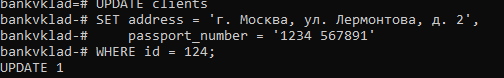 bankvklad=# UPDATE clients
bankvklad-# SET address = 'г. Москва, ул. Лермонтова, д. 2',
bankvklad-#     passport_number = '1234 567891'
bankvklad-# WHERE id = 124;
UPDATE 1